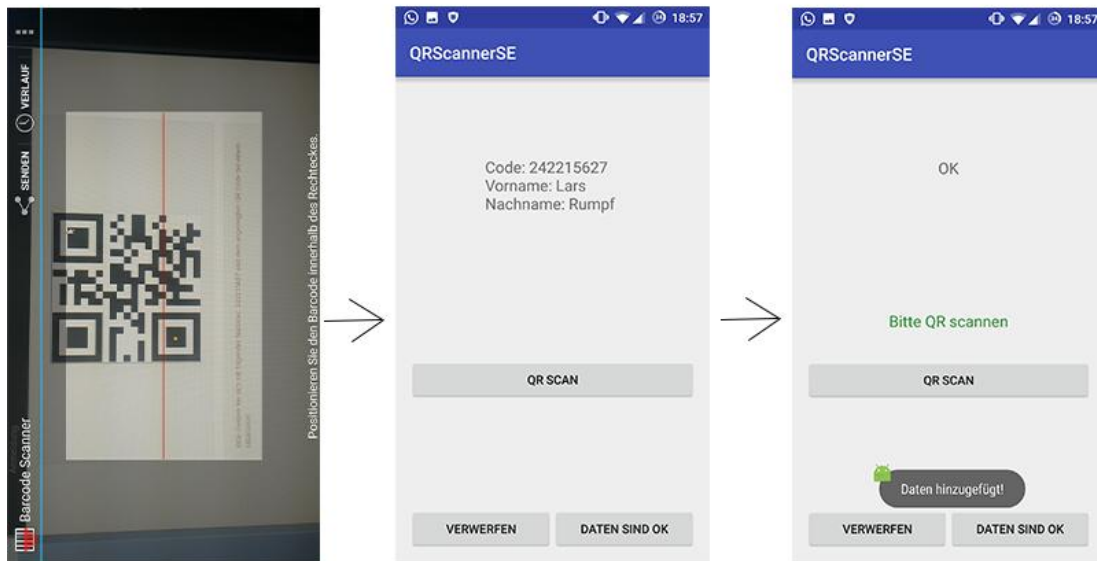 Barcode Scanner
SENDEN
VERLAUF
Positionieren Sie den Barcode innerhalb des Rechteckes.
18:57
QRScannerSE
Code: 242215627
Vorname: Lars
Nachname: Rumpf
QR SCAN
VERWERFEN
DATEN SIND OK
18:57
QRScannerSE
OK
Bitte QR scannen
QR SCAN
Daten hinzugefügt!
VERWERFEN
DATEN SIND OK